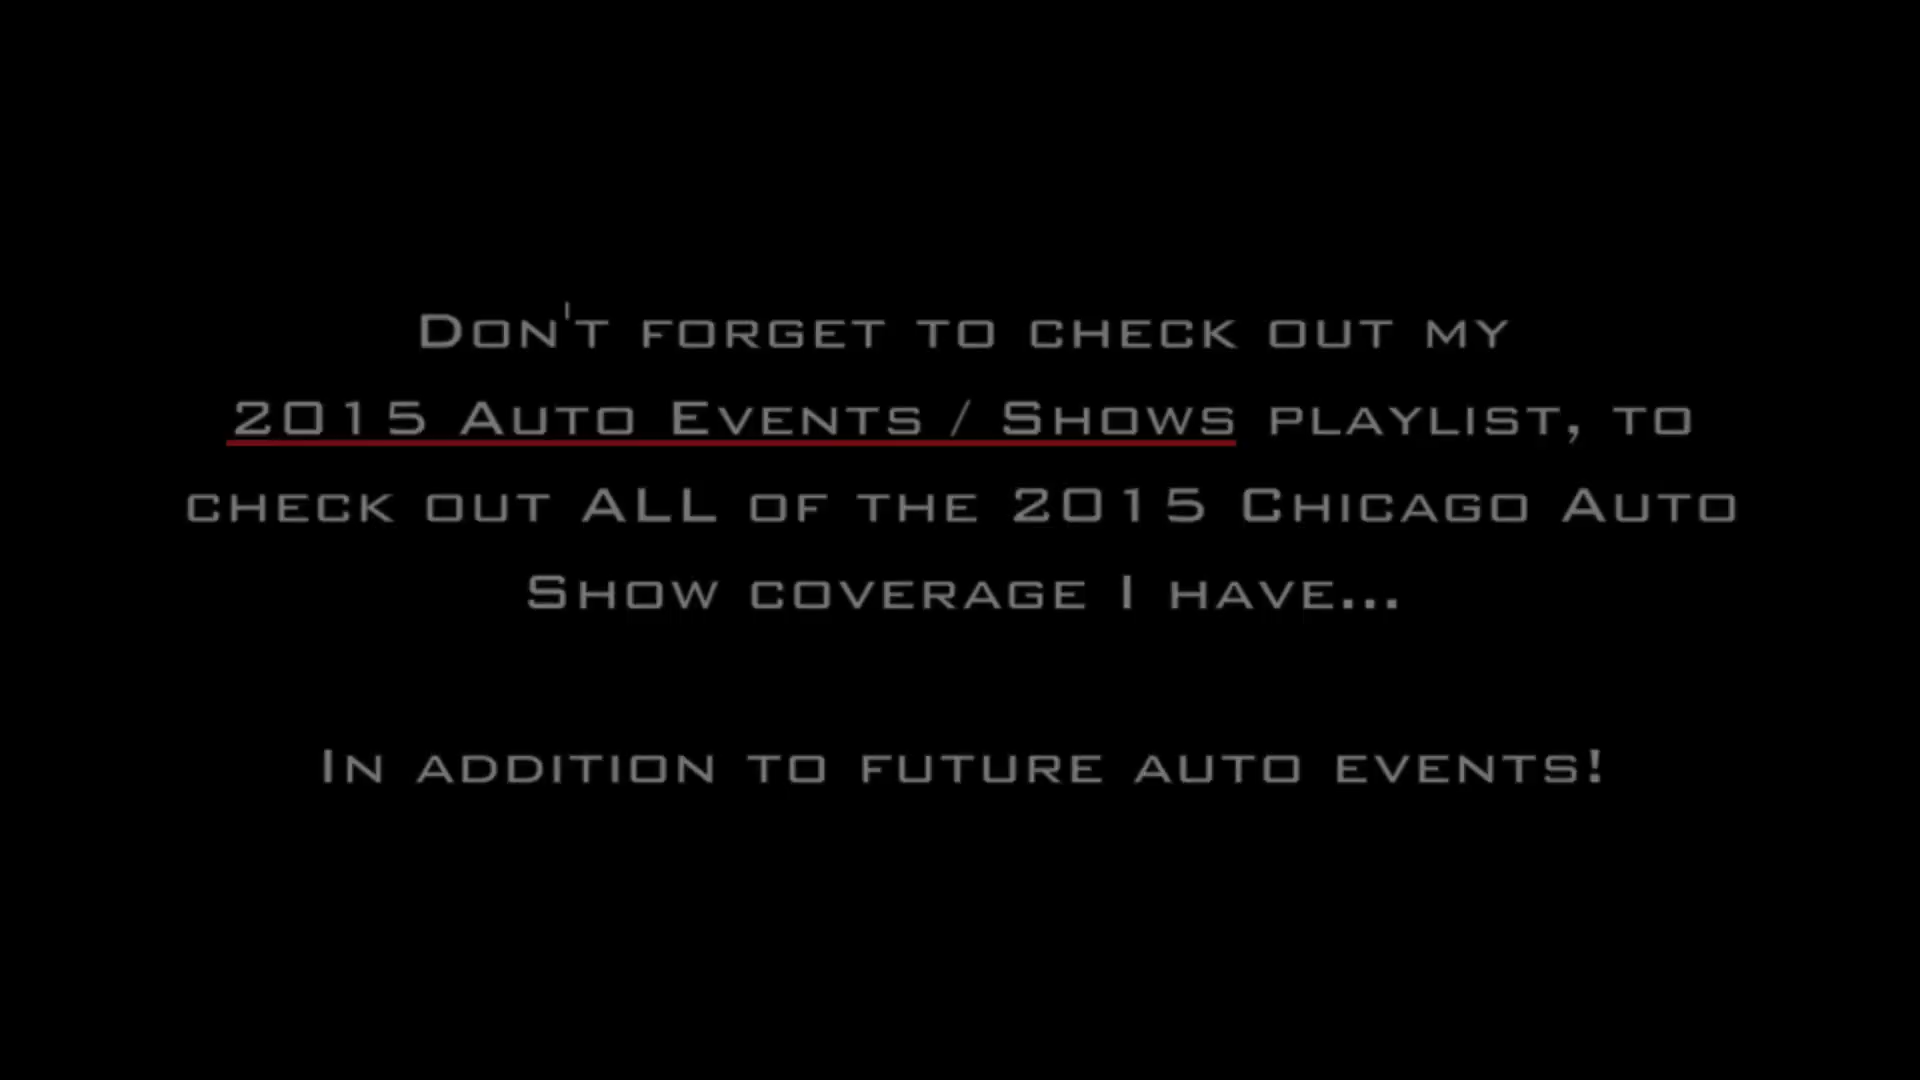 Don't forget to check out my
2015 Auto Events / Shows playlist, to
check out ALL of the 2015 Chicago Auto
Show coverage I have...
In addition to future auto events!